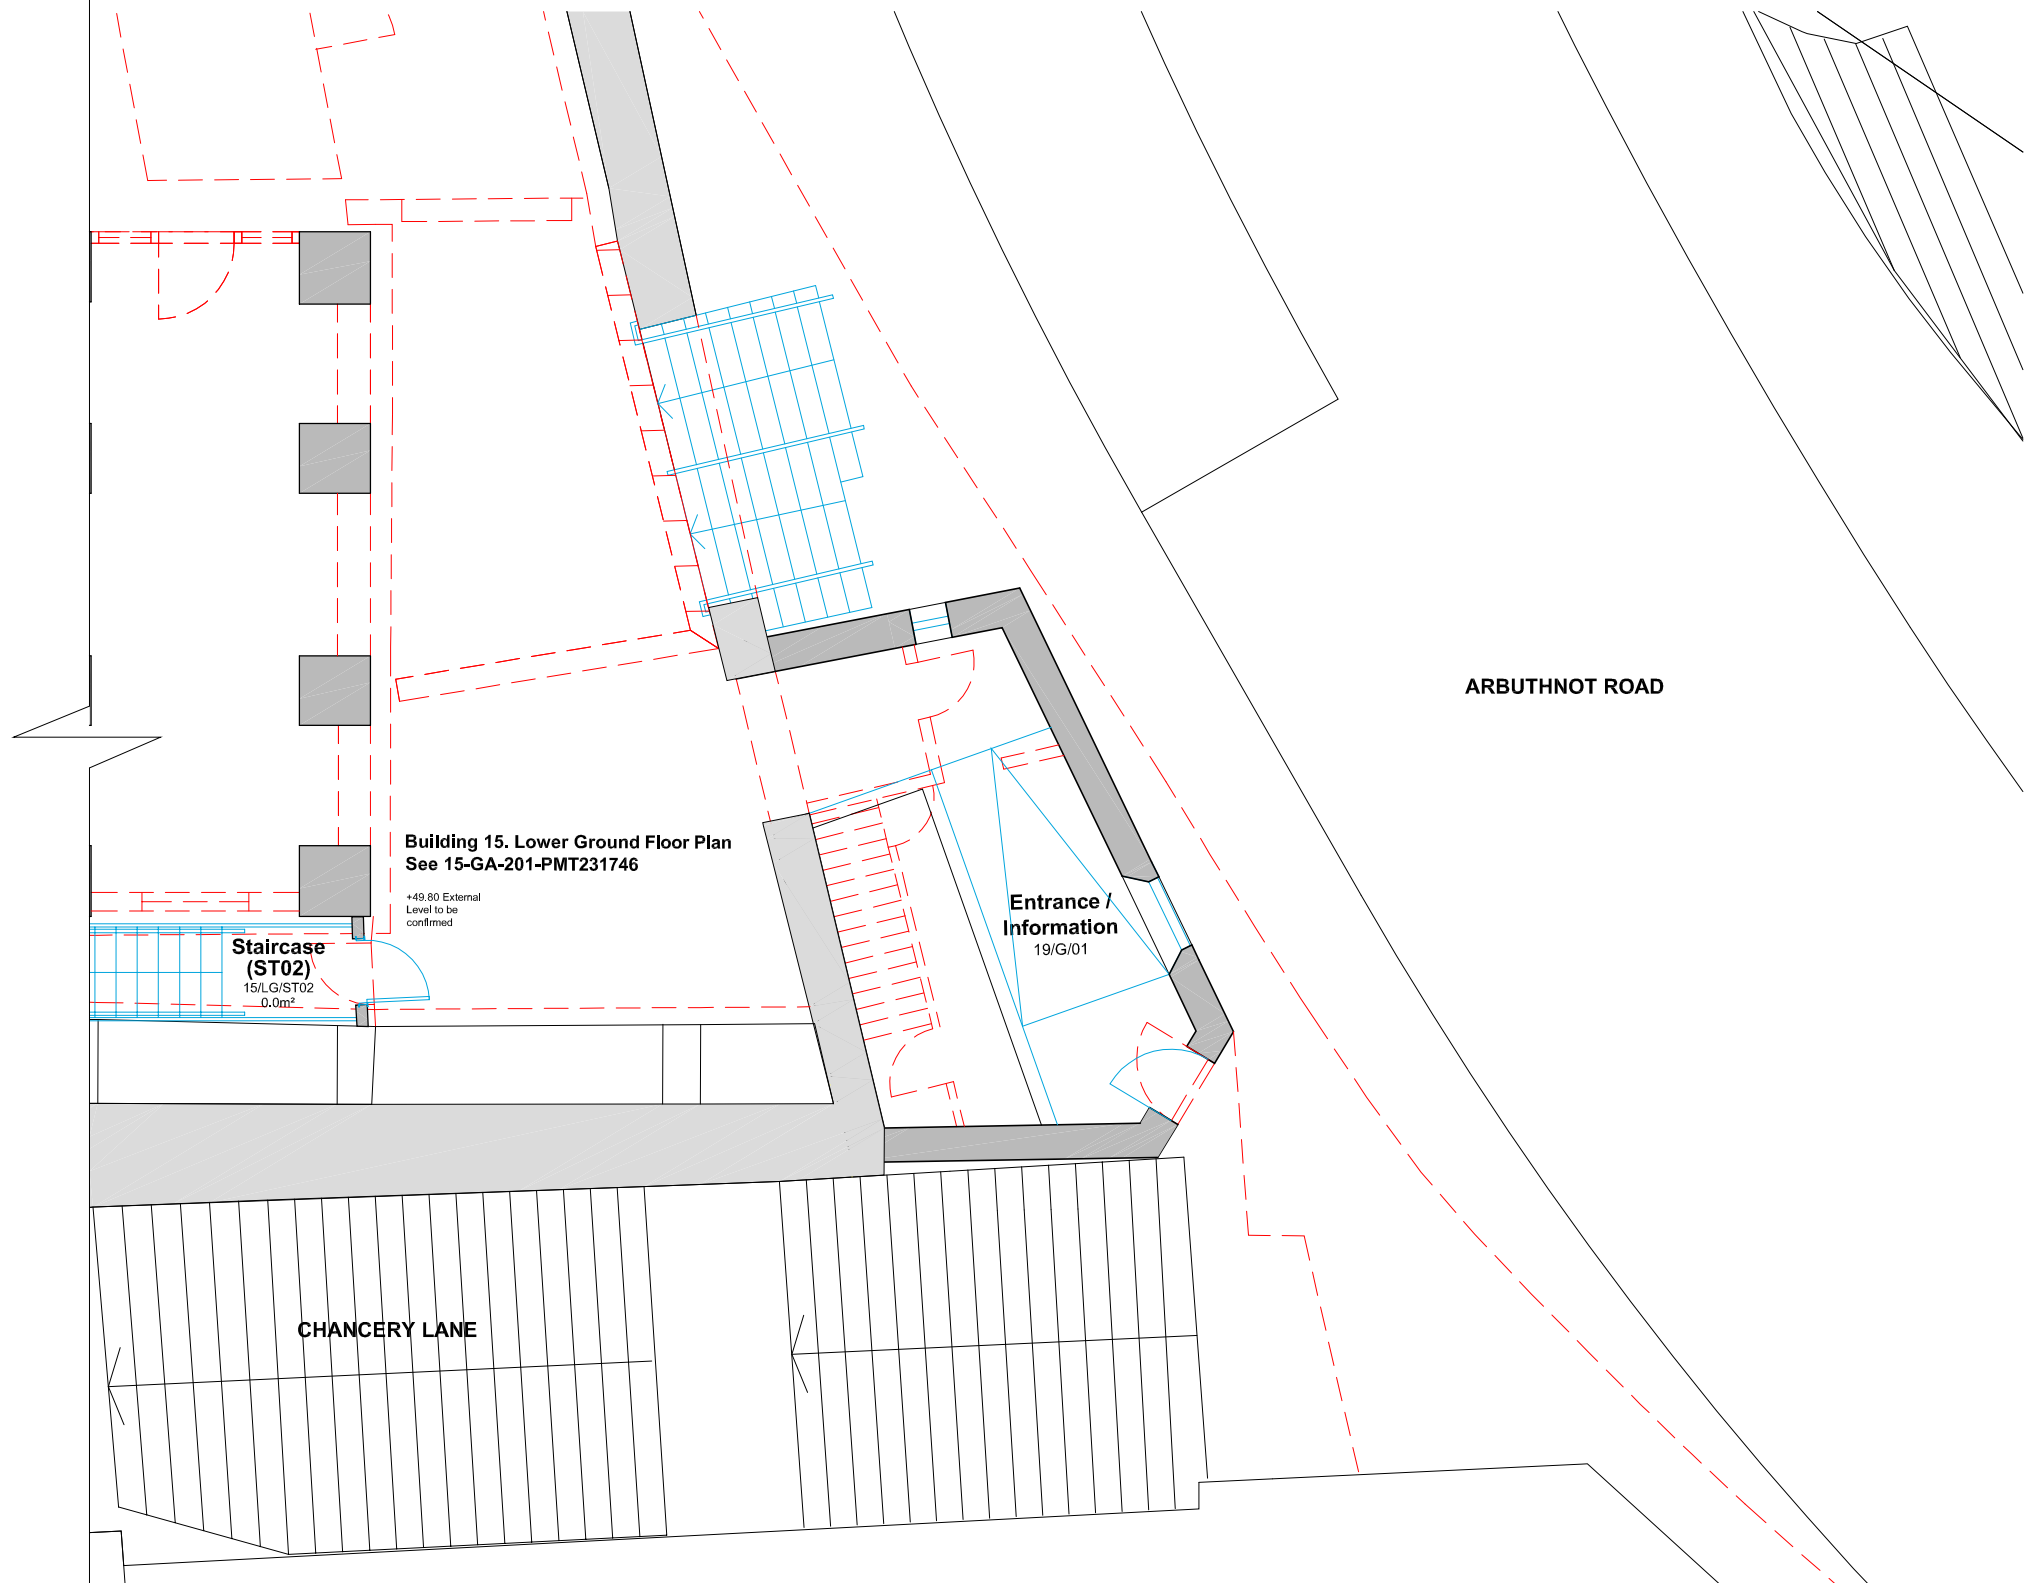 ARBUTHNOT ROAD
Building 15. Lower Ground Floor Plan
See 15-GA-201-PMT231746
+49.80 External
Level to be
confirmed
Entrance /
Information
19/G/01
Staircase
(ST02)
15/LG/ST02
0.0m²
CHANCERY LANE